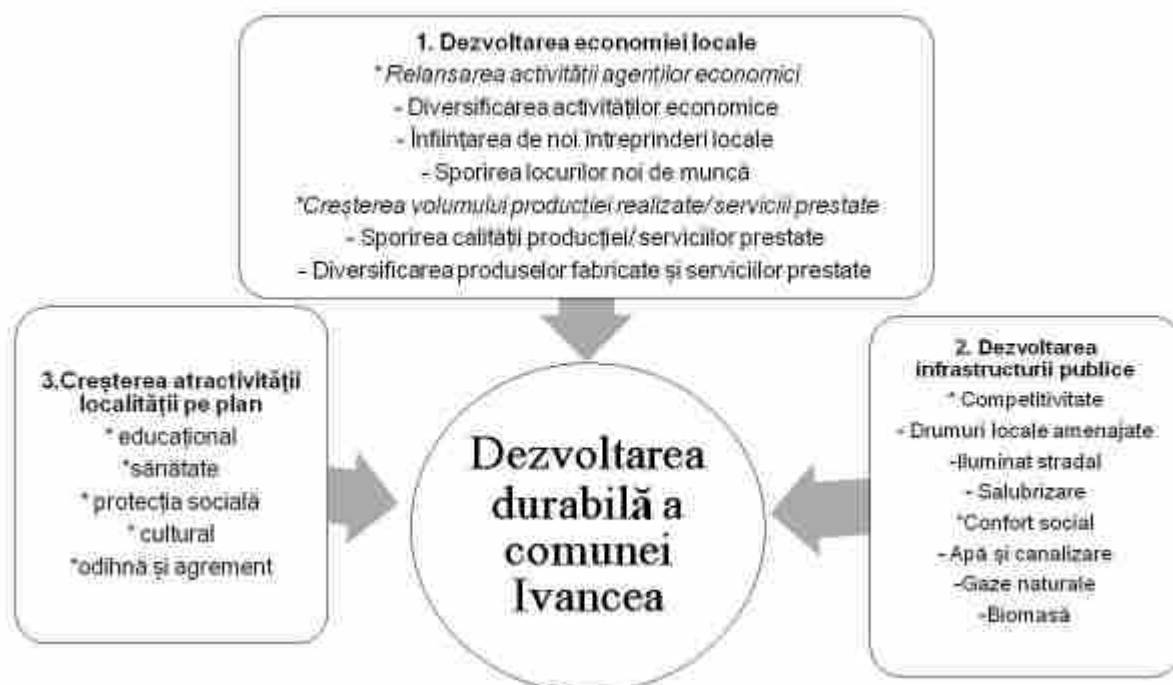 1. Dezvoltarea economiei locale
* Relansarea activității agenților economici
- Diversificarea activităților economice
- Înființarea de noi întreprinderi locale
- Sporirea locurilor noi de muncă
*Creșterea volumului producției realizate/ serviciii prestate
- Sporirea calității producției/ serviciilor prestate
- Diversificarea produselor fabricate și serviciilor prestate
3.Creșterea atractivității
localității pe plan
* educațional
*sănătate
* protecția socială
* cultural
*odihnă și agrement
Dezvoltarea
durabilă a
comunei
Ivancea
2. Dezvoltarea
infrastructurii publice
* Competitivitate
- Drumuri locale amenajate
-Iluminat stradal
- Salubrizare
*Confort social
- Apă și canalizare
-Gaze naturale
-Biomasă